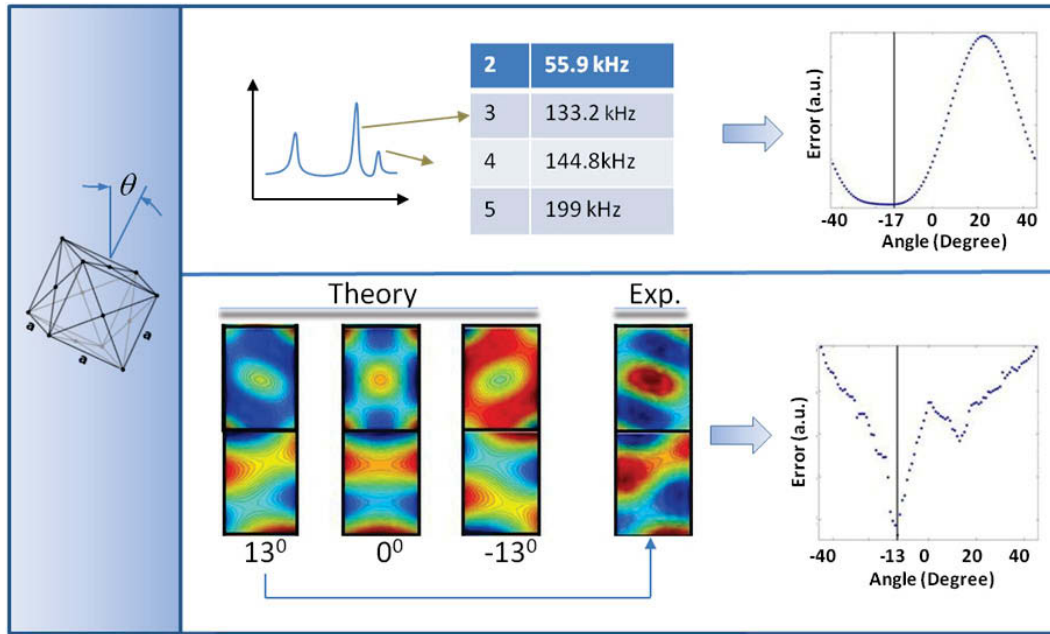 θ
a
a
2 55.9 kHz
3 133.2 kHz
4 144.8kHz
5 199 kHz
Error (a.u.)
-40 -17 0 20 40
Angle (Degree)
Theory
Exp.
13⁰ 0⁰ -13⁰
Error (a.u.)
-40 -13 0 20 40
Angle (Degree)